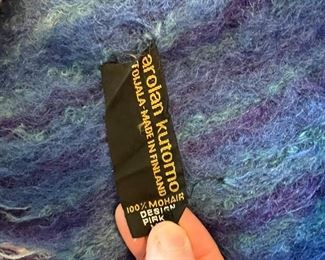 arolan kutomo
TOIJALA - MADE IN FINLAND
100% MOHAIR
DESIGN
PIRK